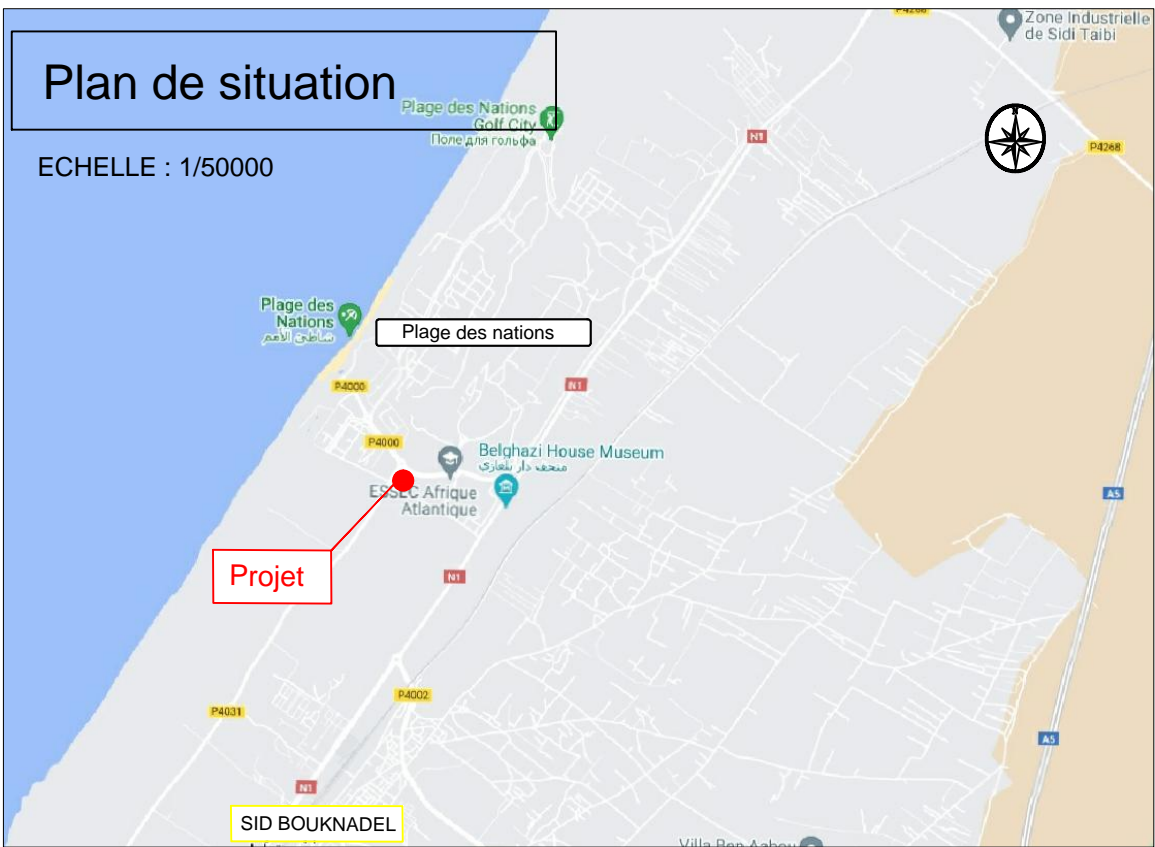 P4268
Zone Industrielle
de Sidi Taibi
Plan de situation
Plage des Nations
Golf City
Поле для гольфа
N
N1
P4268
ECHELLE : 1/50000
Plage des
Nations
شاطئ الأمم
Plage des nations
P4000
N1
P4000
Belghazi House Museum
متحف دار بلغازي
ESSEC Afrique
Atlantique
A5
Projet
N1
P4002
P4031
A5
N1
SID BOUKNADEL
Villa Ben Aabou